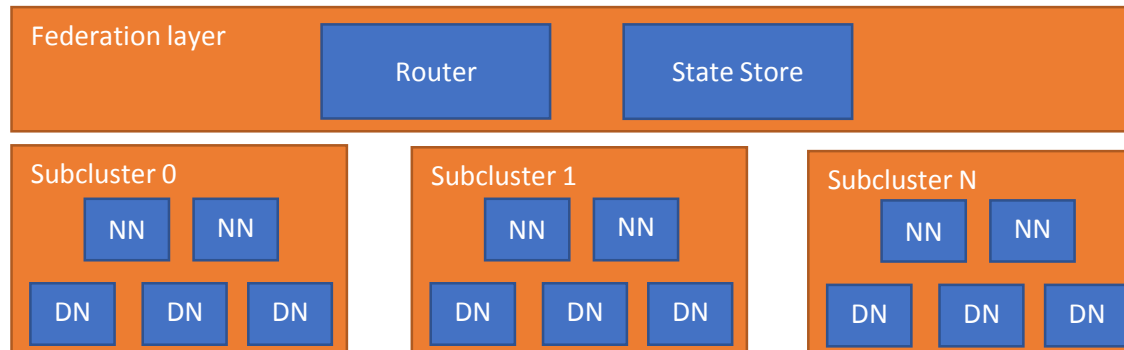 Federation layer
Router
State Store
Subcluster 0
NN NN
DN DN DN
Subcluster 1
NN NN
DN DN DN
Subcluster N
NN NN
DN DN DN